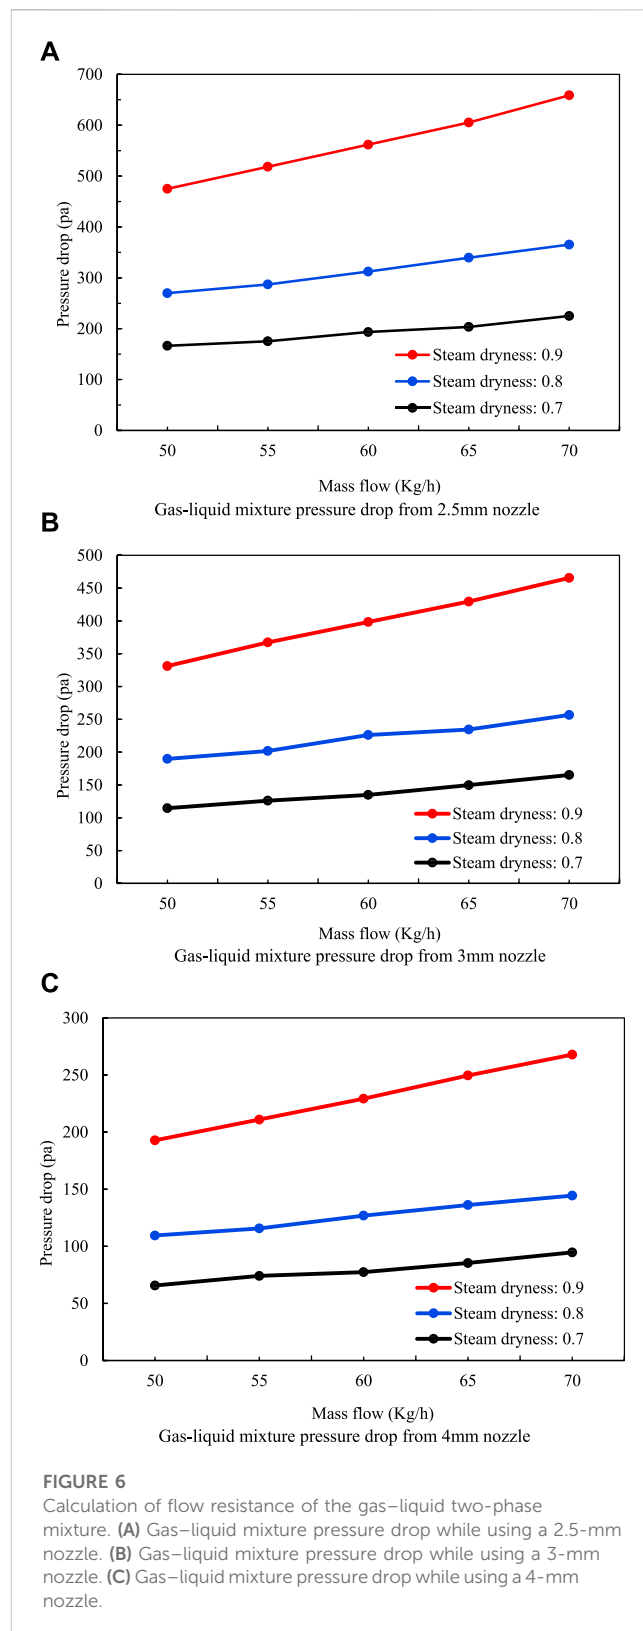 A
700
600
500
400
300
200
100
0
Pressure drop (pa)
Steam dryness: 0.9
Steam dryness: 0.8
Steam dryness: 0.7
50 55 60 65 70
Mass flow (Kg/h)
Gas-liquid mixture pressure drop from 2.5mm nozzle
B
500
450
400
350
300
250
200
150
100
50
0
Pressure drop (pa)
Steam dryness: 0.9
Steam dryness: 0.8
Steam dryness: 0.7
50 55 60 65 70
Mass flow (Kg/h)
Gas-liquid mixture pressure drop from 3mm nozzle
C
300
250
200
150
100
50
0
Pressure drop (pa)
Steam dryness: 0.9
Steam dryness: 0.8
Steam dryness: 0.7
50 55 60 65 70
Mass flow (Kg/h)
Gas-liquid mixture pressure drop from 4mm nozzle
FIGURE 6
Calculation of flow resistance of the gas–liquid two-phase
mixture. (A) Gas–liquid mixture pressure drop while using a 2.5-mm
nozzle. (B) Gas–liquid mixture pressure drop while using a 3-mm
nozzle. (C) Gas–liquid mixture pressure drop while using a 4-mm
nozzle.